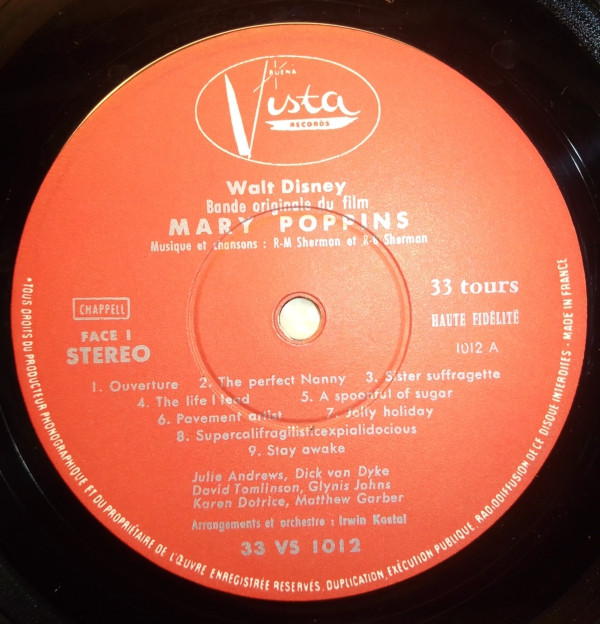 BUENA
Vista
RECORDS
Walt Disney
Bande originale du film
MARY POPPINS
Musique et chansons : R-M Sherman et R-B Sherman
33 tours
HAUTE FIDÉLITÉ
1012 A
CHAPPELL
FACE 1
STEREO
1. Ouverture 2. The perfect Nanny 3. Sister suffragette
4. The life I lead 5. A spoonful of sugar
6. Pavement artist 7. Jolly holiday
8. Supercalifragilisticexpialidocious
9. Stay awake
Julie Andrews, Dick van Dyke
David Tomlinson, Glynis Johns
Karen Dotrice, Matthew Garber
Arrangements et orchestre : Irwin Kostal
33 VS 1012
•TOUS DROITS DU PRODUCTEUR PHONOGRAPHIQUE ET DU PROPRIÉTAIRE DE L'ŒUVRE ENREGISTRÉE RÉSERVÉS. DUPLICATION, EXÉCUTION PUBLIQUE, RADIODIFFUSION DE CE DISQUE INTERDITES • MADE IN FRANCE